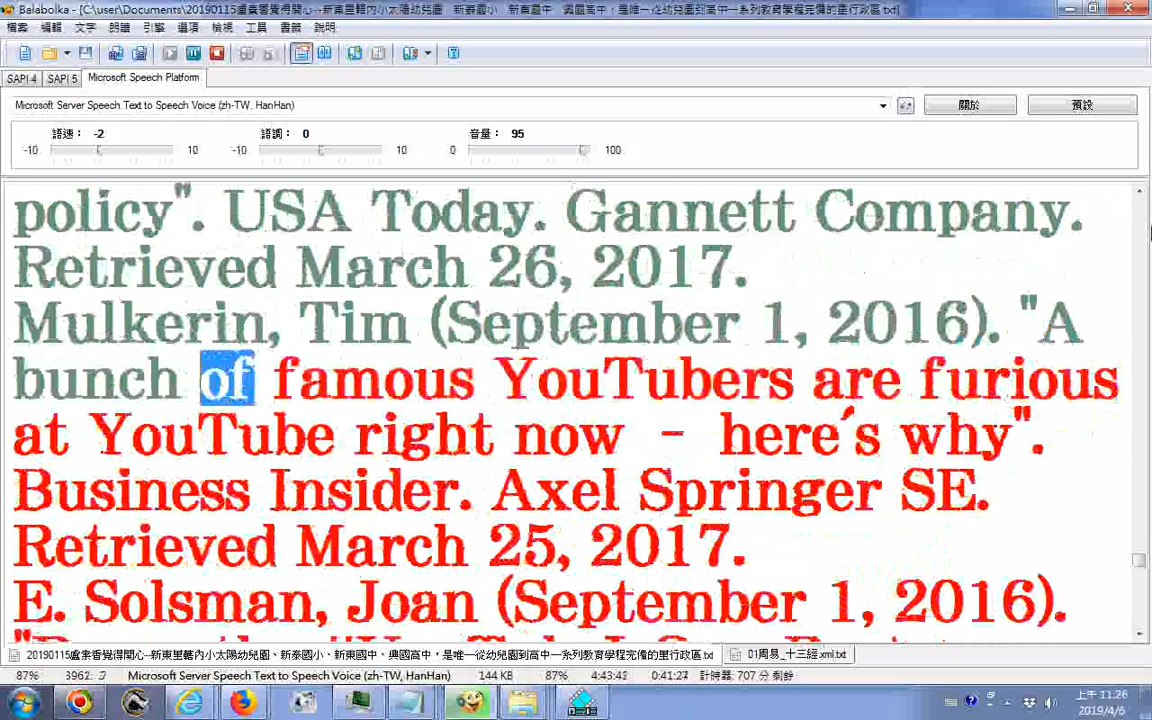 Balabolka - [C:\user\Documents\20190115盧彔香覺得開心--新東里轄內小太陽幼兒園、新泰國小、新東國中、興國高中，是唯一從幼兒園到高中一系列教育學程完備的里行政區.txt]
檔案 編輯 文字 朗讀 引擎 選項 檢視 工具 書籤 說明
SAPI 4 SAPI 5 Microsoft Speech Platform
Microsoft Server Speech Text to Speech Voice (zh-TW, HanHan) 關於 預設
語速： -2 語調： 0 音量： 95
-10 10 -10 10 0 100
policy". USA Today. Gannett Company.
Retrieved March 26, 2017.
Mulkerin, Tim (September 1, 2016). "A
bunch of famous YouTubers are furious
at YouTube right now - here's why".
Business Insider. Axel Springer SE.
Retrieved March 25, 2017.
E. Solsman, Joan (September 1, 2016).
20190115盧彔香覺得開心--新東里轄內小太陽幼兒園、新泰國小、新東國中、興國高中，是唯一從幼兒園到高中一系列教育學程完備的里行政區.txt 01周易_十三經.xml.txt
87% Microsoft Server Speech Text to Speech Voice (zh-TW, HanHan) 144 KB 87% 4:43:43 0:41:27 計時器: 707 分 剩餘
上午 11:26
2019/4/6